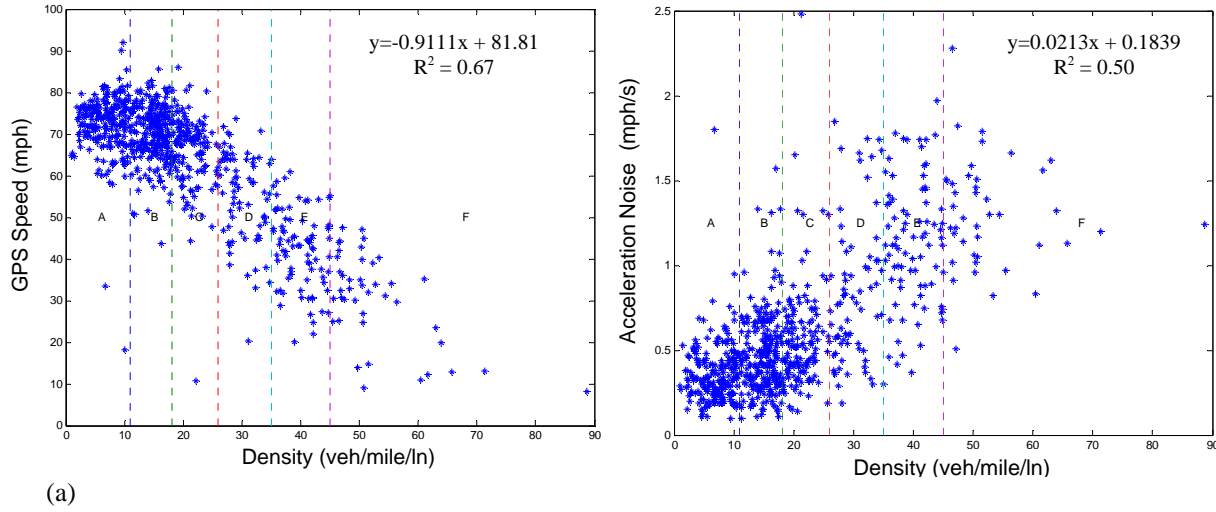 y=-0.9111x + 81.81
R² = 0.67
GPS Speed (mph)
100
90
80
70
60
50
40
30
20
10
0
A B C D E F
0 10 20 30 40 50 60 70 80 90
Density (veh/mile/ln)
y=0.0213x + 0.1839
R² = 0.50
Acceleration Noise (mph/s)
2.5
2
1.5
1
0.5
0
A B C D E F
0 10 20 30 40 50 60 70 80 90
Density (veh/mile/ln)
(a)